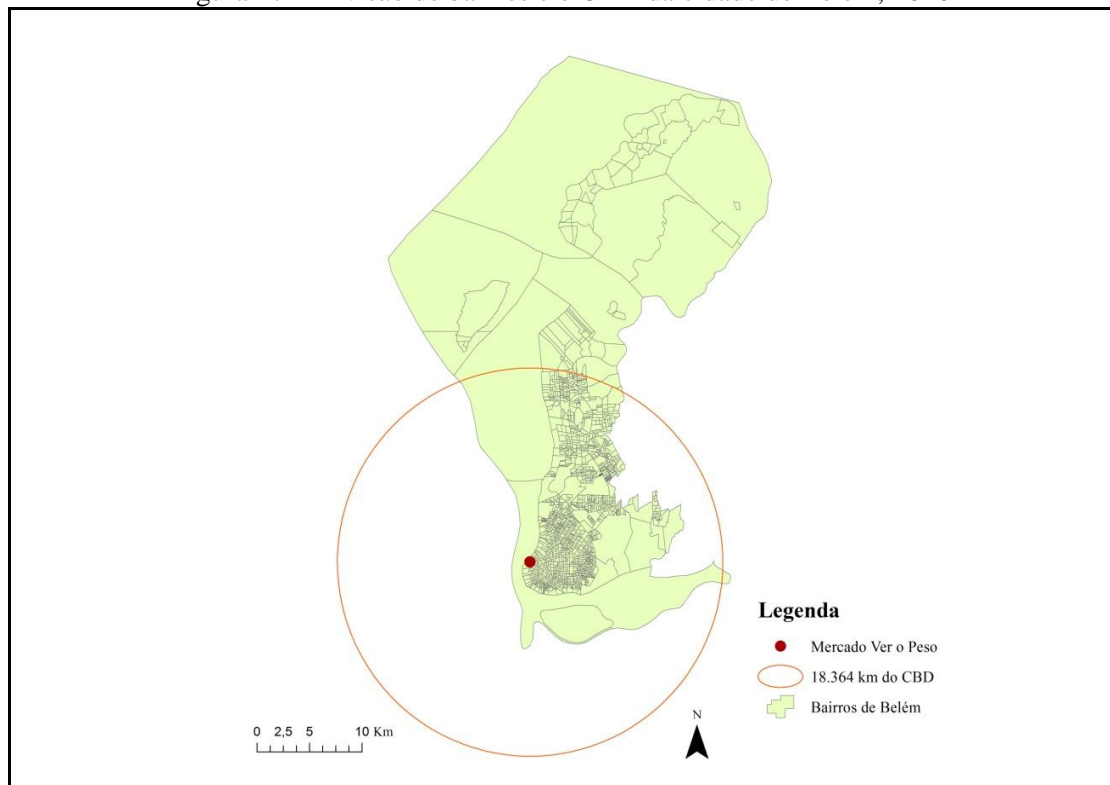 Legenda
Mercado Ver o Peso
18.364 km do CBD
Bairros de Belém
0 2,5 5 10 Km
N